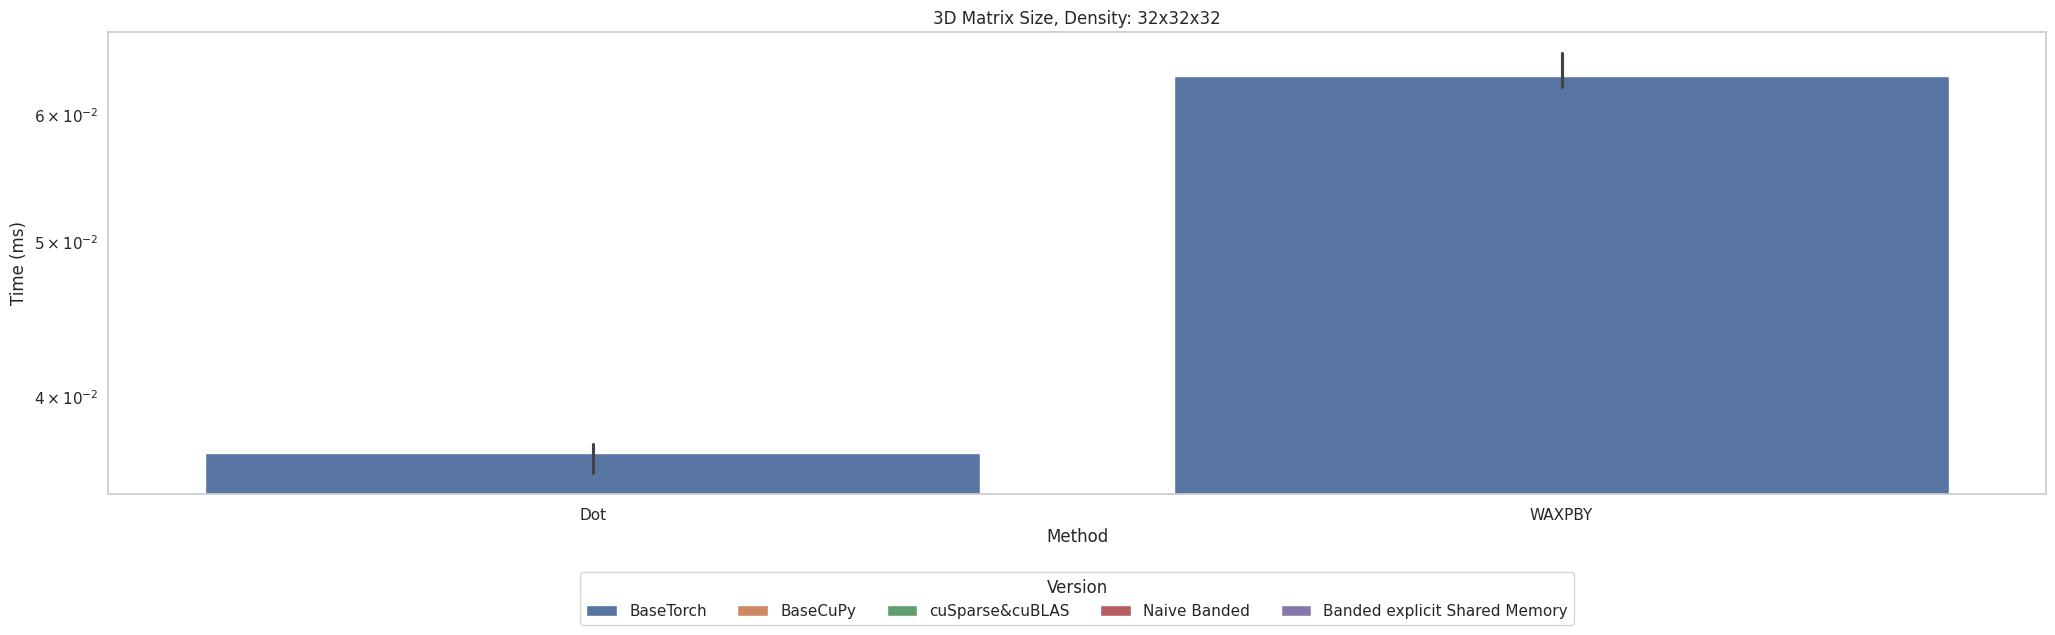 3D Matrix Size, Density: 32x32x32
Time (ms)
6 × 10⁻²
5 × 10⁻²
4 × 10⁻²
Dot
WAXPBY
Method
Version
BaseTorch
BaseCuPy
cuSparse&cuBLAS
Naive Banded
Banded explicit Shared Memory